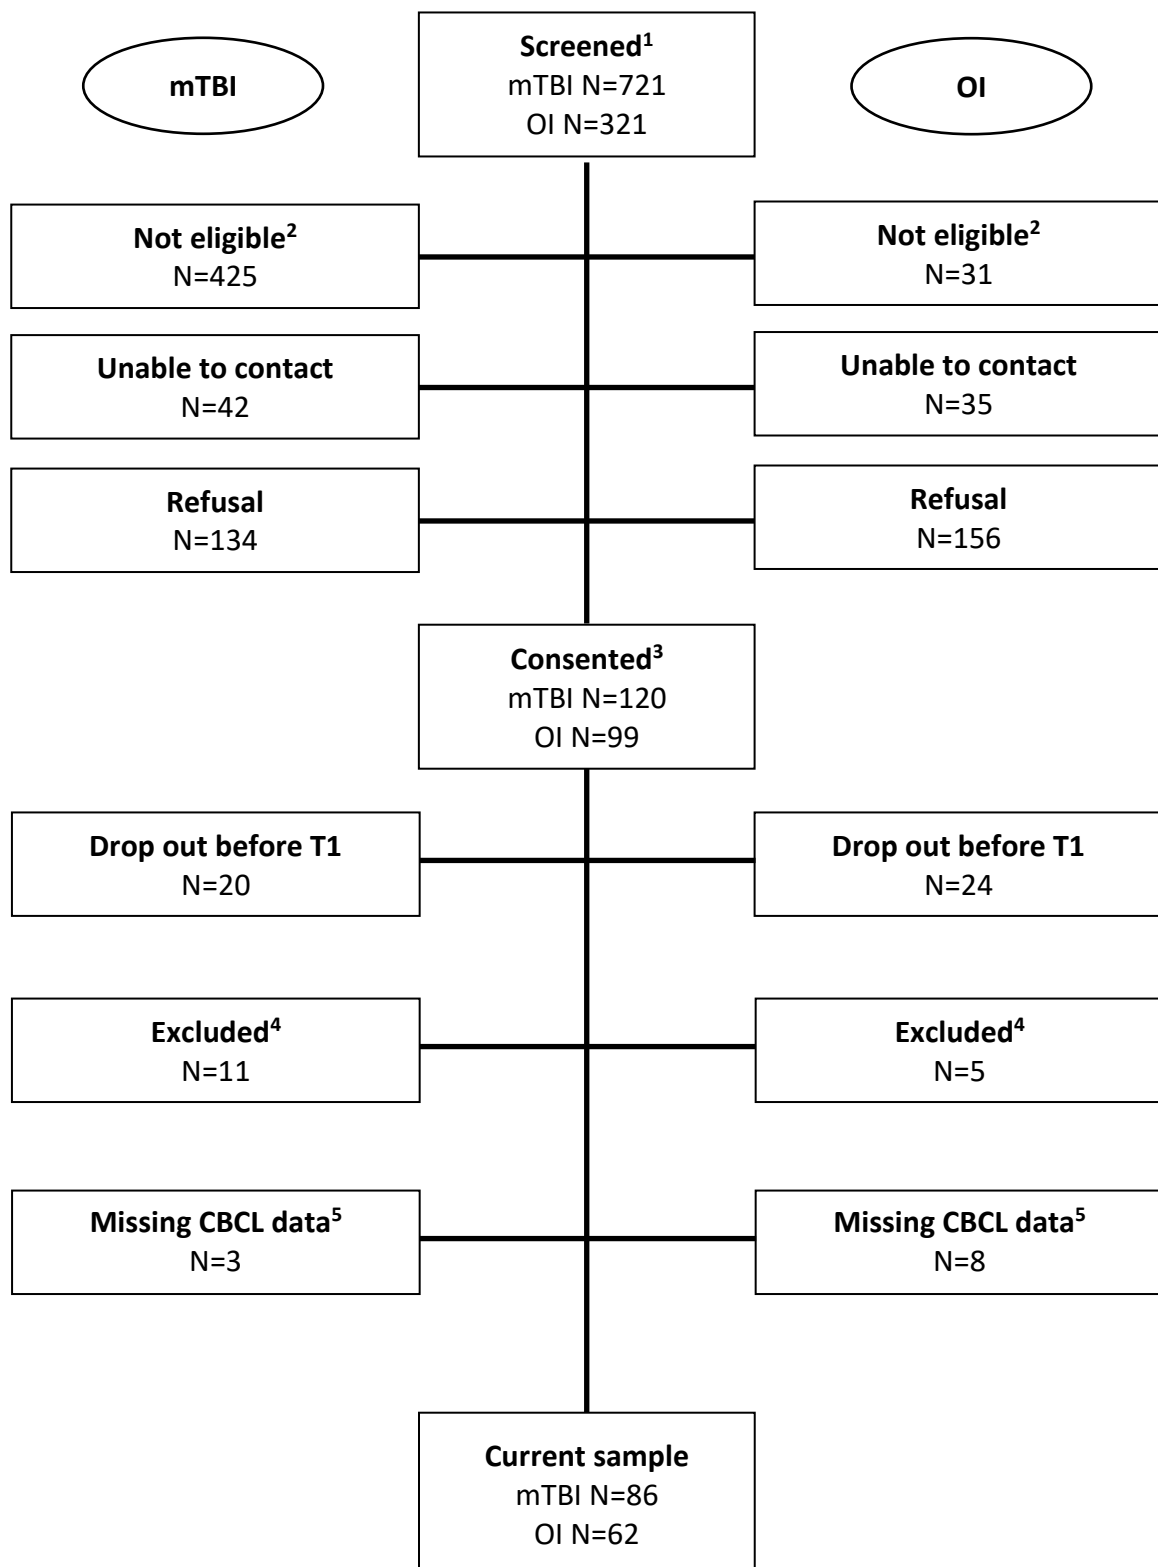 mTBI
Screened¹
mTBI N=721
OI N=321
OI
Not eligible²
N=425
Not eligible²
N=31
Unable to contact
N=42
Unable to contact
N=35
Refusal
N=134
Refusal
N=156
Consented³
mTBI N=120
OI N=99
Drop out before T1
N=20
Drop out before T1
N=24
Excluded⁴
N=11
Excluded⁴
N=5
Missing CBCL data⁵
N=3
Missing CBCL data⁵
N=8
Current sample
mTBI N=86
OI N=62